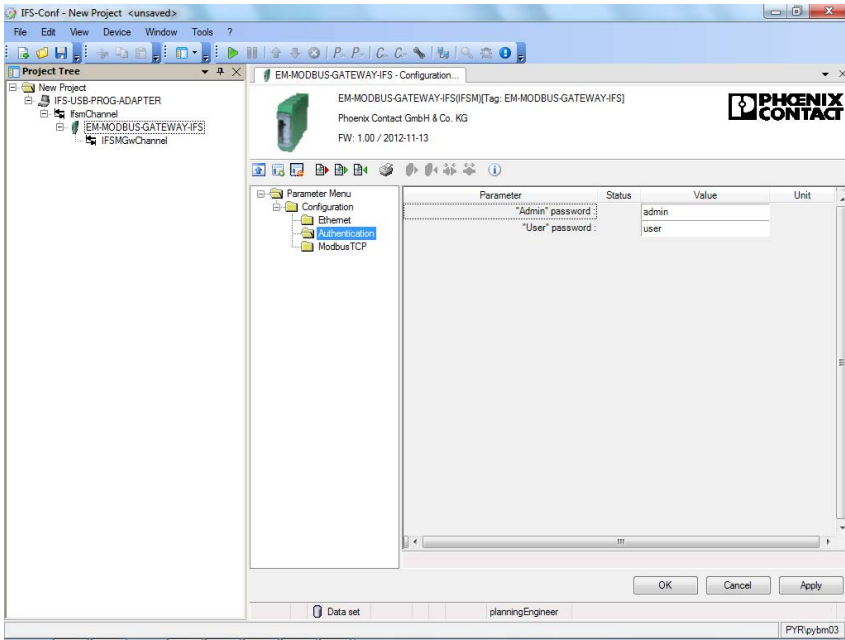 IFS-Conf - New Project <unsaved>
File Edit View Device Window Tools ?
Project Tree
New Project
IFS-USB-PROG-ADAPTER
IfsmChannel
EM-MODBUS-GATEWAY-IFS
IFSMGwChannel
EM-MODBUS-GATEWAY-IFS - Configuration...
EM-MODBUS-GATEWAY-IFS(IFSM)[Tag: EM-MODBUS-GATEWAY-IFS]
Phoenix Contact GmbH & Co. KG
FW: 1.00 / 2012-11-13
PHŒNIX
CONTACT
Parameter Menu
Configuration
Ethernet
Authentication
ModbusTCP
Parameter Status Value Unit
"Admin" password : admin
"User" password : user
OK Cancel Apply
Data set planningEngineer
PYR\pybm03